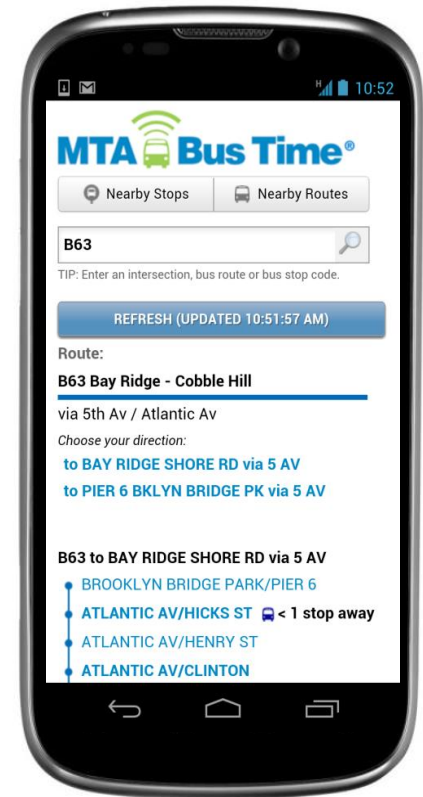 H 10:52
MTA Bus Time®
Nearby Stops Nearby Routes
B63
TIP: Enter an intersection, bus route or bus stop code.
REFRESH (UPDATED 10:51:57 AM)
Route:
B63 Bay Ridge - Cobble Hill
via 5th Av / Atlantic Av
Choose your direction:
to BAY RIDGE SHORE RD via 5 AV
to PIER 6 BKLYN BRIDGE PK via 5 AV
B63 to BAY RIDGE SHORE RD via 5 AV
BROOKLYN BRIDGE PARK/PIER 6
ATLANTIC AV/HICKS ST < 1 stop away
ATLANTIC AV/HENRY ST
ATLANTIC AV/CLINTON